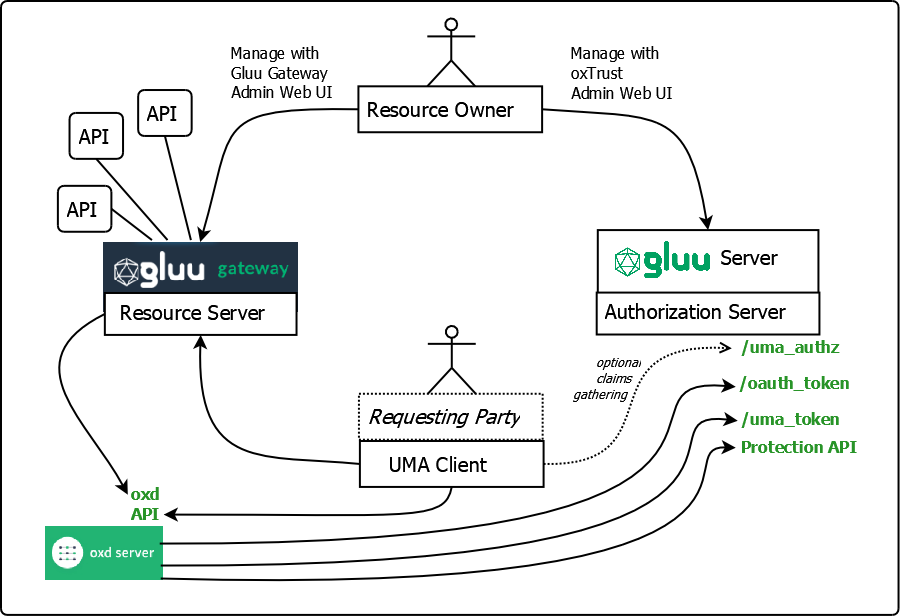 Manage with
Gluu Gateway
Admin Web UI
Manage with
oxTrust
Admin Web UI
Resource Owner
API
API
API
gluu gateway
Resource Server
gluu Server
Authorization Server
/uma_authz
/oauth_token
/uma_token
Protection API
optional
claims
gathering
Requesting Party
UMA Client
oxd
API
oxd server